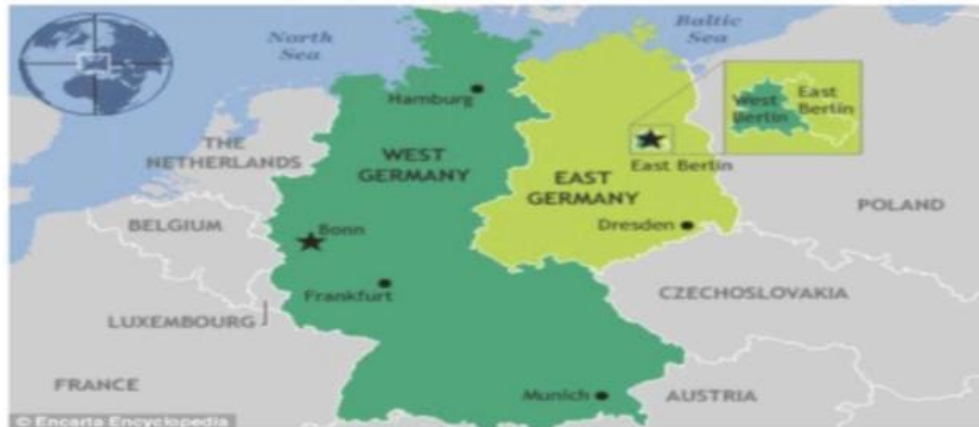 North
Sea
Baltic
Sea
Hamburg
West
Berlin
East
Berlin
THE
NETHERLANDS
WEST
GERMANY
East Berlin
EAST
GERMANY
POLAND
BELGIUM
Bonn
Dresden
Frankfurt
CZECHOSLOVAKIA
LUXEMBOURG
FRANCE
Munich
AUSTRIA
© Encarta Encyclopedia